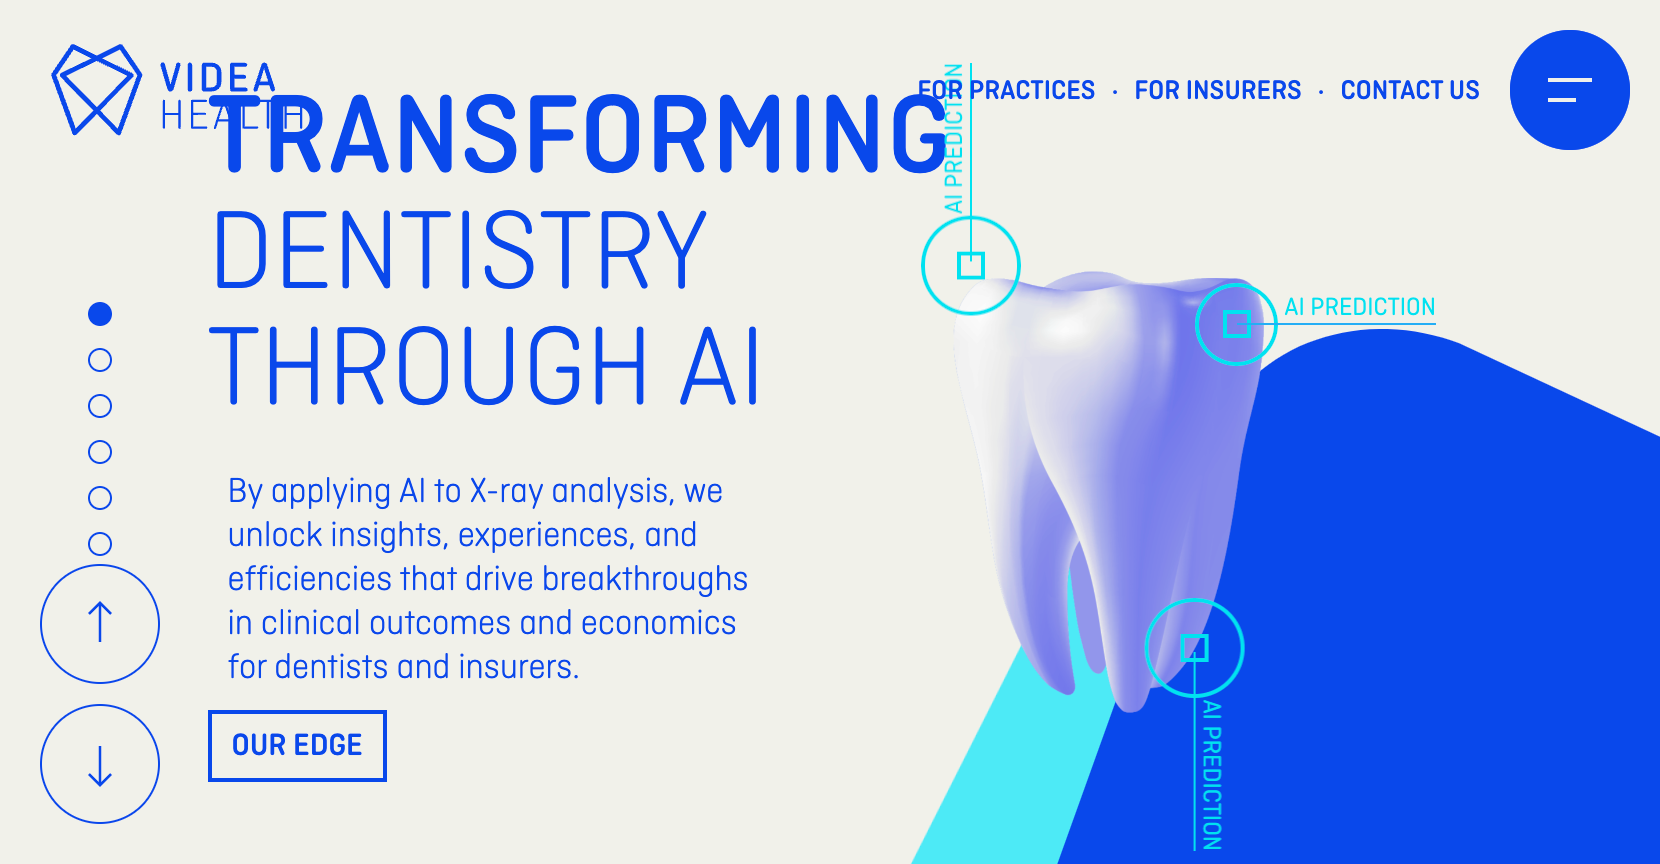 VIDEA
HEALTH
FOR PRACTICES · FOR INSURERS · CONTACT US
TRANSFORMING
DENTISTRY
THROUGH AI
By applying AI to X-ray analysis, we
unlock insights, experiences, and
efficiencies that drive breakthroughs
in clinical outcomes and economics
for dentists and insurers.
OUR EDGE
AI PREDICTION
AI PREDICTION
AI PREDICTION